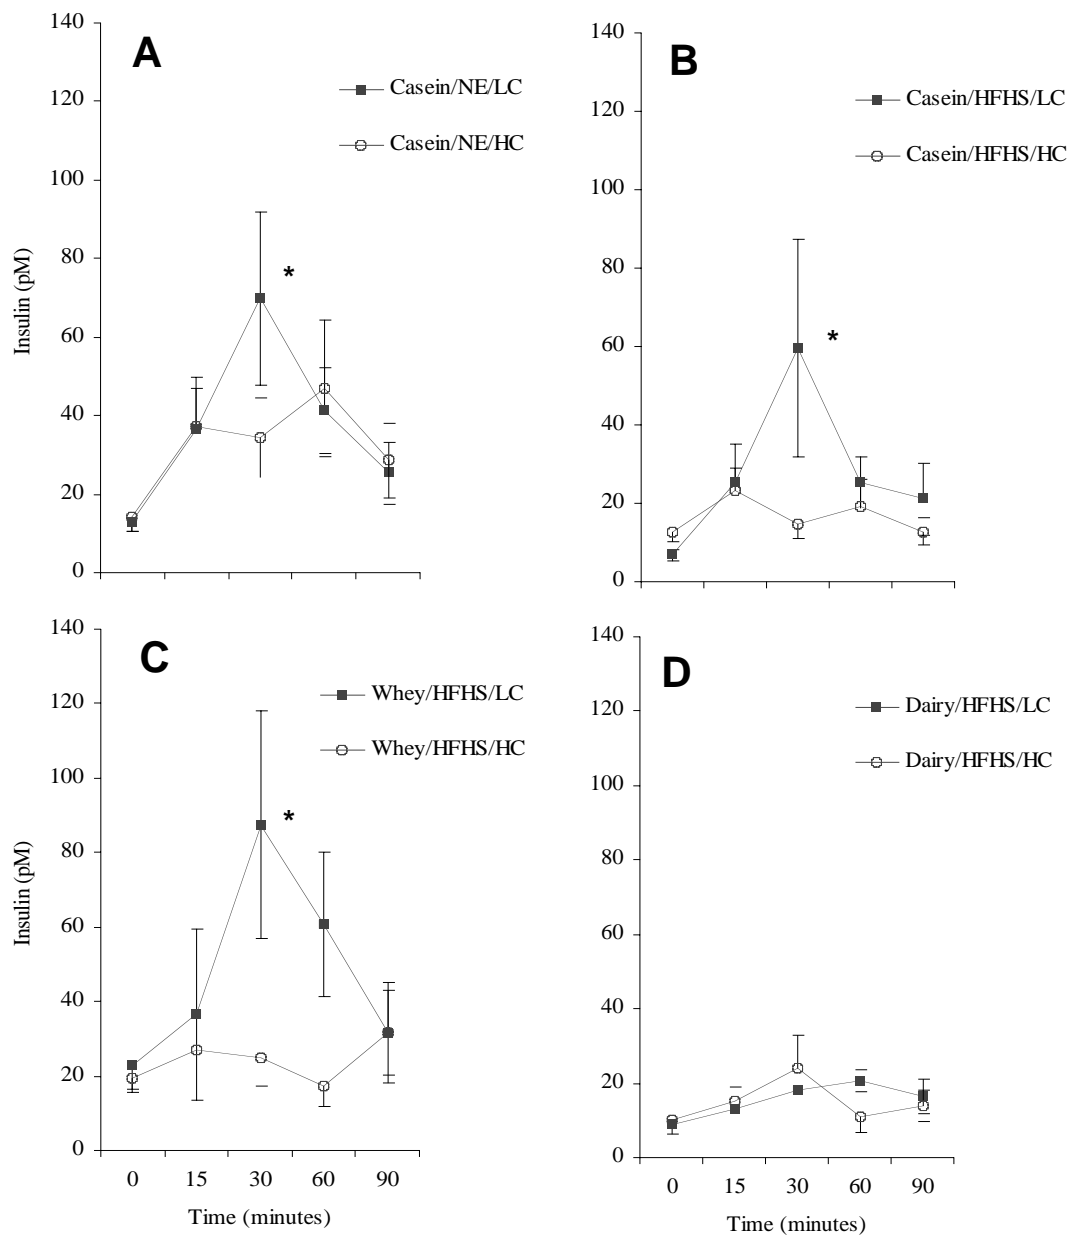 A
140
120
100
80
60
40
20
0
Insulin (pM)
Casein/NE/LC
Casein/NE/HC
*
B
140
120
100
80
60
40
20
0
Casein/HFHS/LC
Casein/HFHS/HC
*
C
140
120
100
80
60
40
20
0
Insulin (pM)
Whey/HFHS/LC
Whey/HFHS/HC
*
0 15 30 60 90
Time (minutes)
D
140
120
100
80
60
40
20
0
Dairy/HFHS/LC
Dairy/HFHS/HC
0 15 30 60 90
Time (minutes)